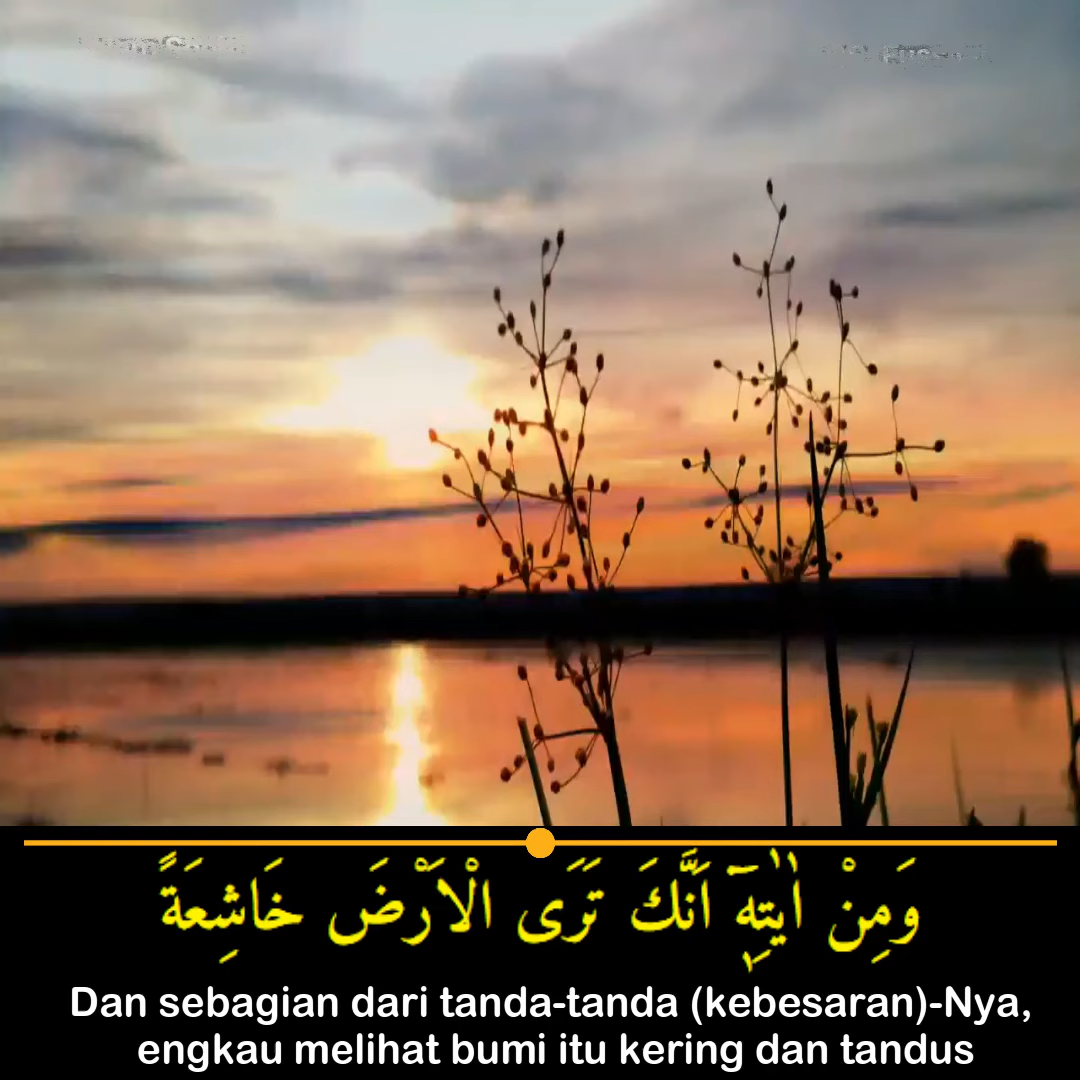 وَمِنْ اٰيٰتِهٖٓ اَنَّكَ تَرَى الْاَرْضَ خَاشِعَةً
Dan sebagian dari tanda-tanda (kebesaran)-Nya,
engkau melihat bumi itu kering dan tandus